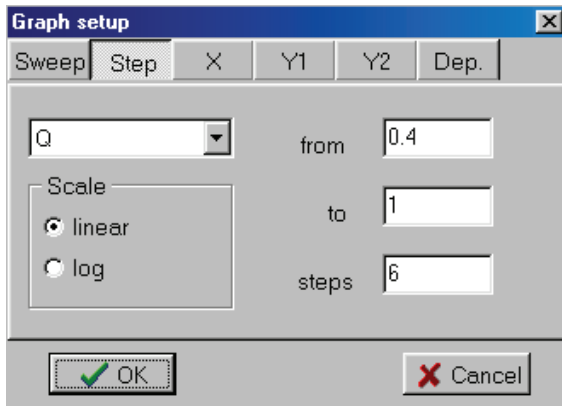 Graph setup
Sweep Step X Y1 Y2 Dep.
Q from 0.4
Scale
linear to 1
log
steps 6
OK Cancel